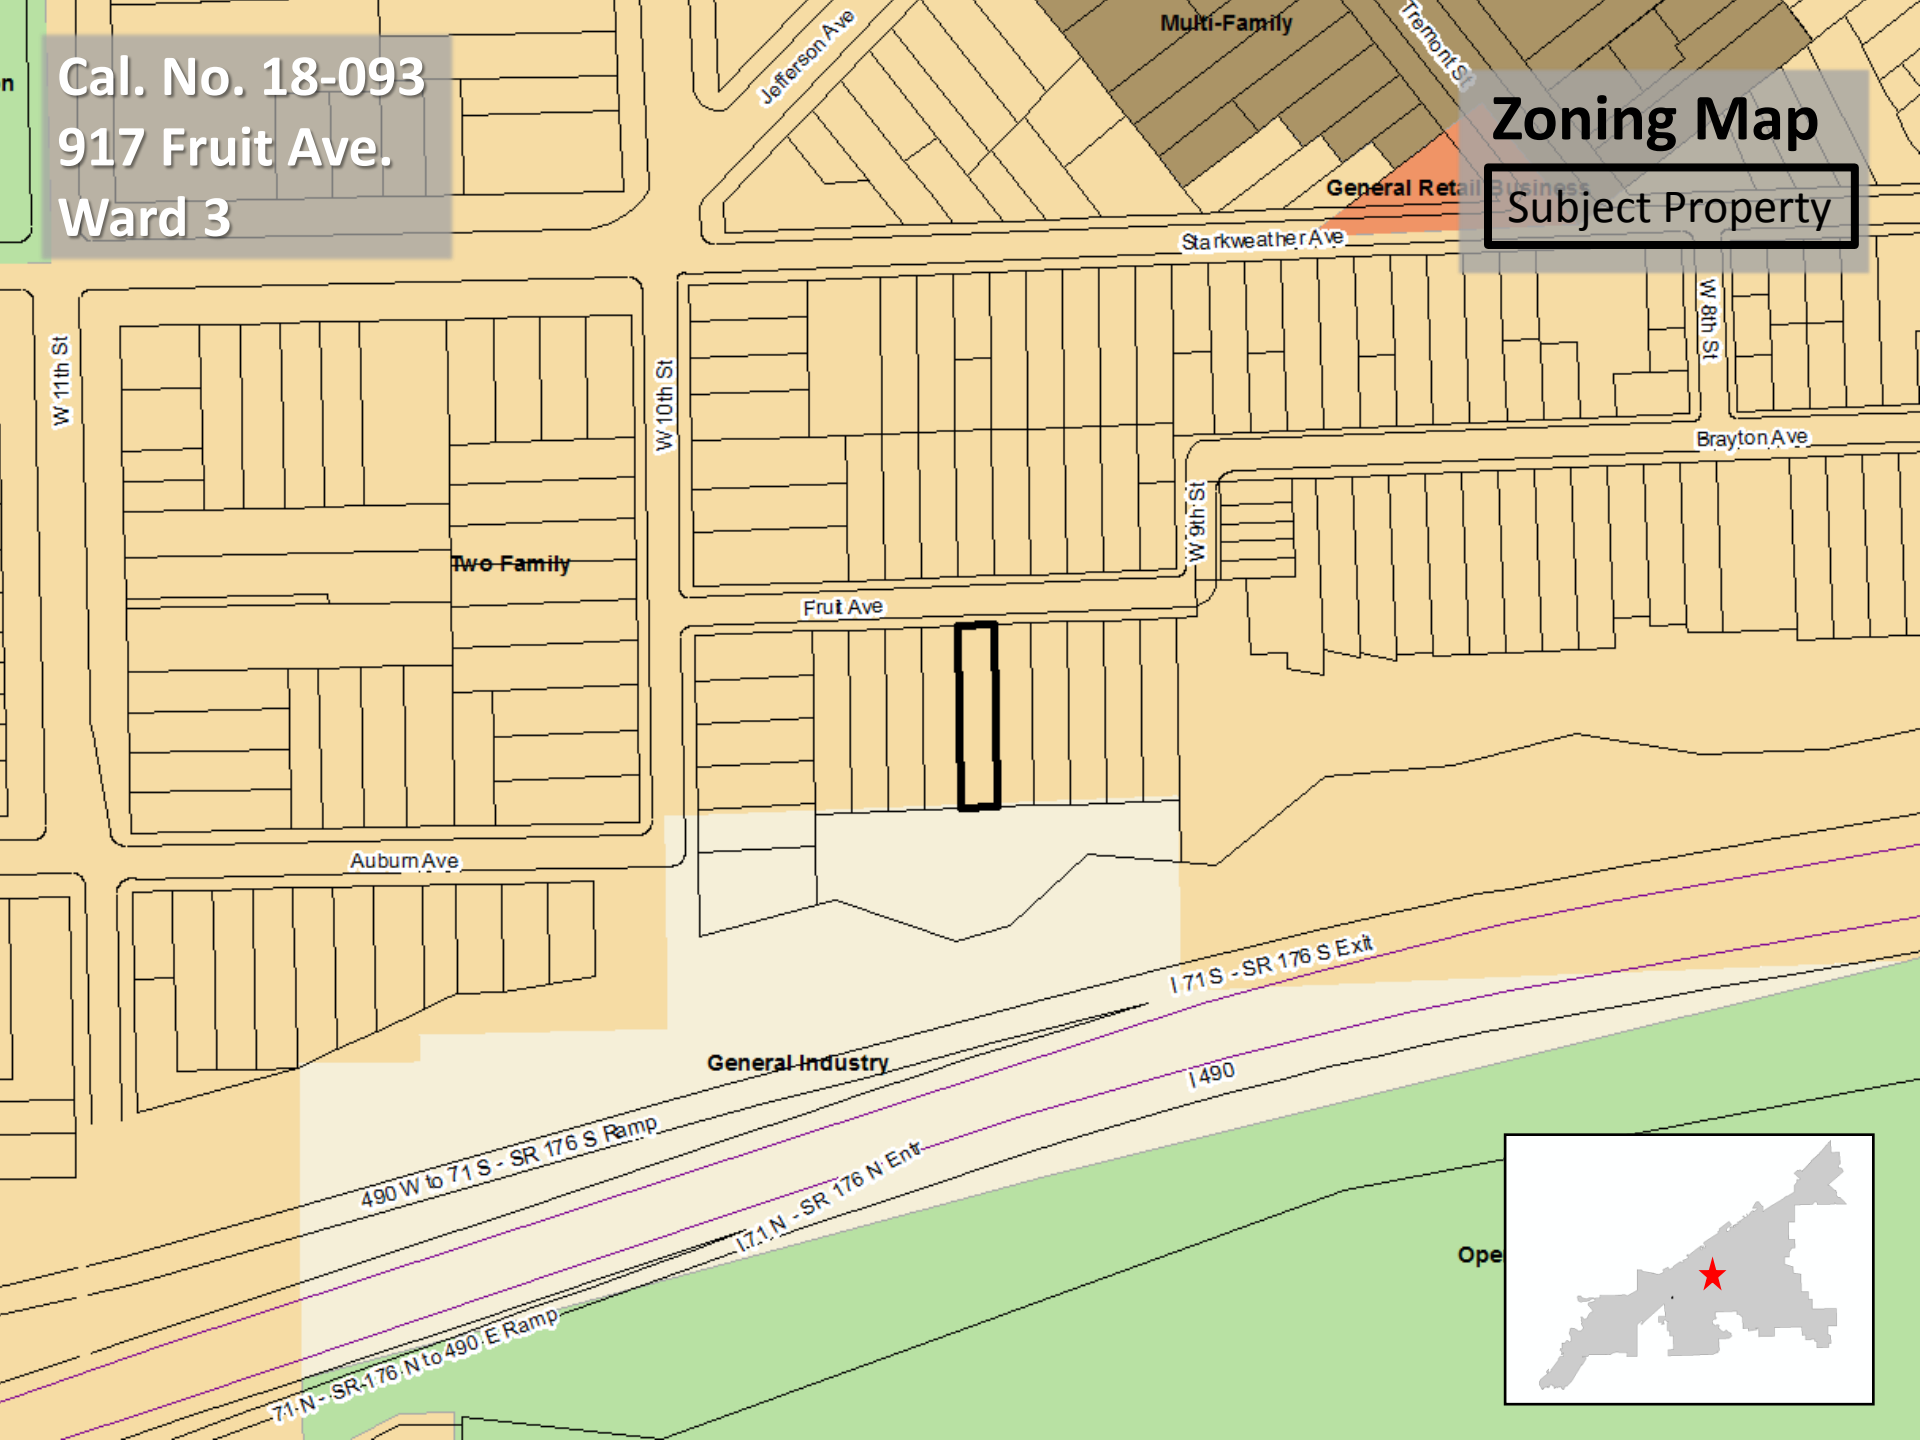 Multi-Family
Tremont St
Jefferson Ave
Cal. No. 18-093
917 Fruit Ave.
Ward 3
Zoning Map
Subject Property
General Retail Business
Starkweather Ave
W 11th St
W 10th St
W 8th St
Brayton Ave
W 9th St
Two Family
Fruit Ave
Auburn Ave
I 71 S - SR 176 S Exit
General Industry
I 490
490 W to 71 S - SR 176 S Ramp
I 71 N - SR 176 N Entr
71 N - SR 176 N to 490 E Ramp